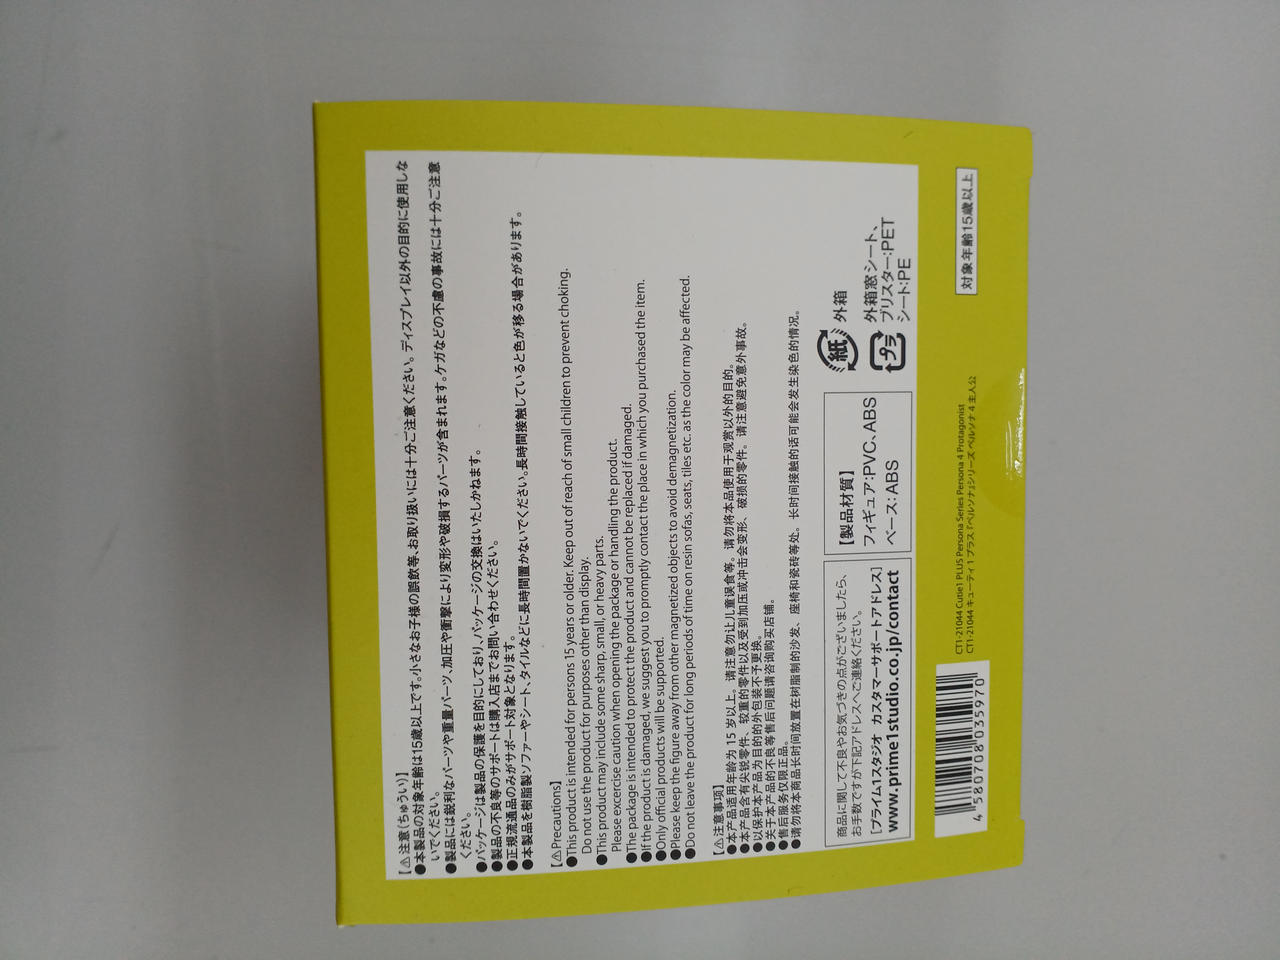 【⚠注意(ちゅうい)】
●本製品の対象年齢は15歳以上です。小さなお子様の誤飲等、お取り扱いには十分ご注意ください。ディスプレイ以外の目的に使用しな
いでください。
●製品には鋭利なパーツや重量パーツ、加圧や衝撃により変形や破損するパーツが含まれます。ケガなどの不慮の事故には十分ご注意
ください。
●パッケージは製品の保護を目的にしており、パッケージの交換はいたしかねます。
●製品の不良等のサポートは購入店までお問い合わせください。
●正規流通品のみがサポート対象となります。
●本製品を樹脂製ソファーやシート、タイルなどに長時間置かないでください。長時間接触していると色が移る場合があります。
【⚠Precautions】
●This product is intended for persons 15 years or older. Keep out of reach of small children to prevent choking.
Do not use the product for purposes other than display.
●This product may include some sharp, small, or heavy parts.
Please excercise caution when opening the package or handling the product.
●The package is intended to protect the product and cannot be replaced if damaged.
●If the product is damaged, we suggest you to promptly contact the place in which you purchased the item.
●Only official products will be supported.
●Please keep the figure away from other magnetized objects to avoid demagnetization.
●Do not leave the product for long periods of time on resin sofas, seats, tiles etc. as the color may be affected.
【⚠注意事项】
●本产品适用年龄为 15 岁以上。请注意勿让儿童误食等。请勿将本品使用于观赏以外的目的。
●本产品含有尖锐零件、较重的零件以及受到加压或冲击会变形、破损的零件。请注意避免意外事故。
●以保护本产品为目的的外包装不予更换。
●关于本产品的不良等售后问题请咨询购买店铺。
●售后服务仅限正品。
●请勿将本商品长时间放置在树脂制的沙发、座椅和瓷砖等处。长时间接触的话可能会发生染色的情况。
商品に関して不良やお気づきの点がございましたら、
お手数ですが下記アドレスへご連絡ください。
[プライム1スタジオ カスタマーサポートアドレス]
www.prime1studio.co.jp/contact
【製品材質】
フィギュア:PVC、ABS
ベース:ABS
紙
外箱
プラ
外箱窓シート、
ブリスター:PET
シート:PE
4 580708 035970
CT1-21044 Cutie1 PLUS Persona Series Persona 4 Protagonist
CT1-21044 キューティ1 プラス 『ペルソナ』シリーズ ペルソナ 4 主人公
対象年齢15歳以上